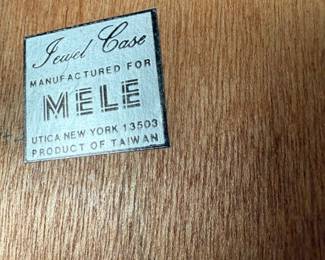 Jewel Case
MANUFACTURED FOR
MELE
UTICA NEW YORK 13503
PRODUCT OF TAIWAN